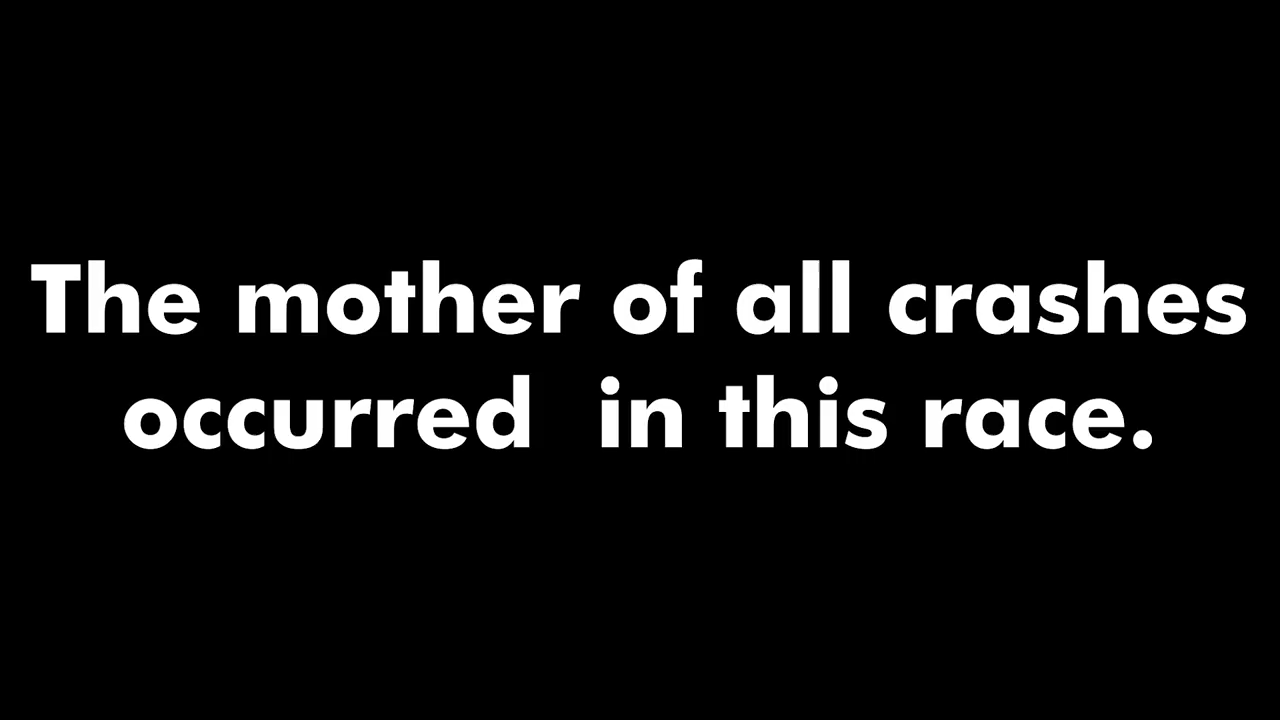 The mother of all crashes
occurred  in this race.